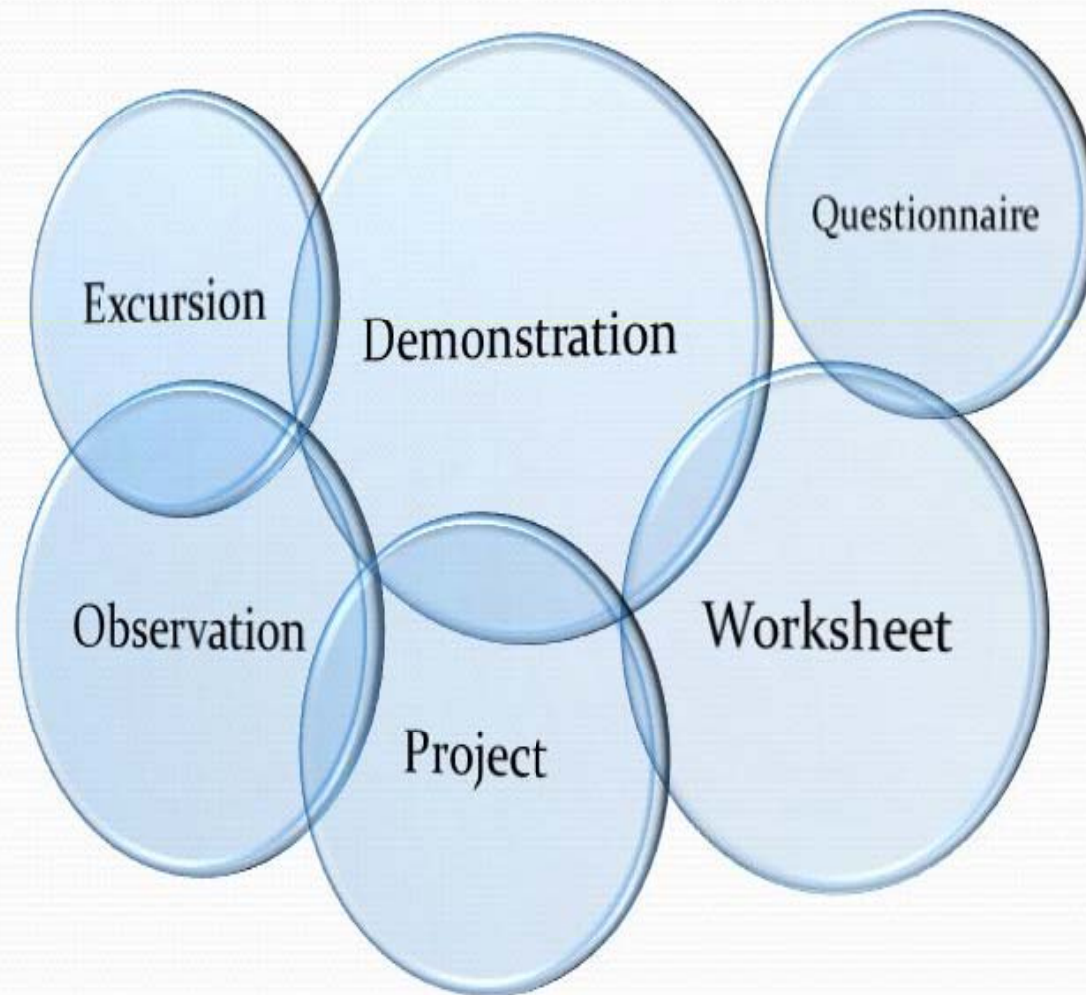 Questionnaire
Excursion
Demonstration
Observation
Worksheet
Project